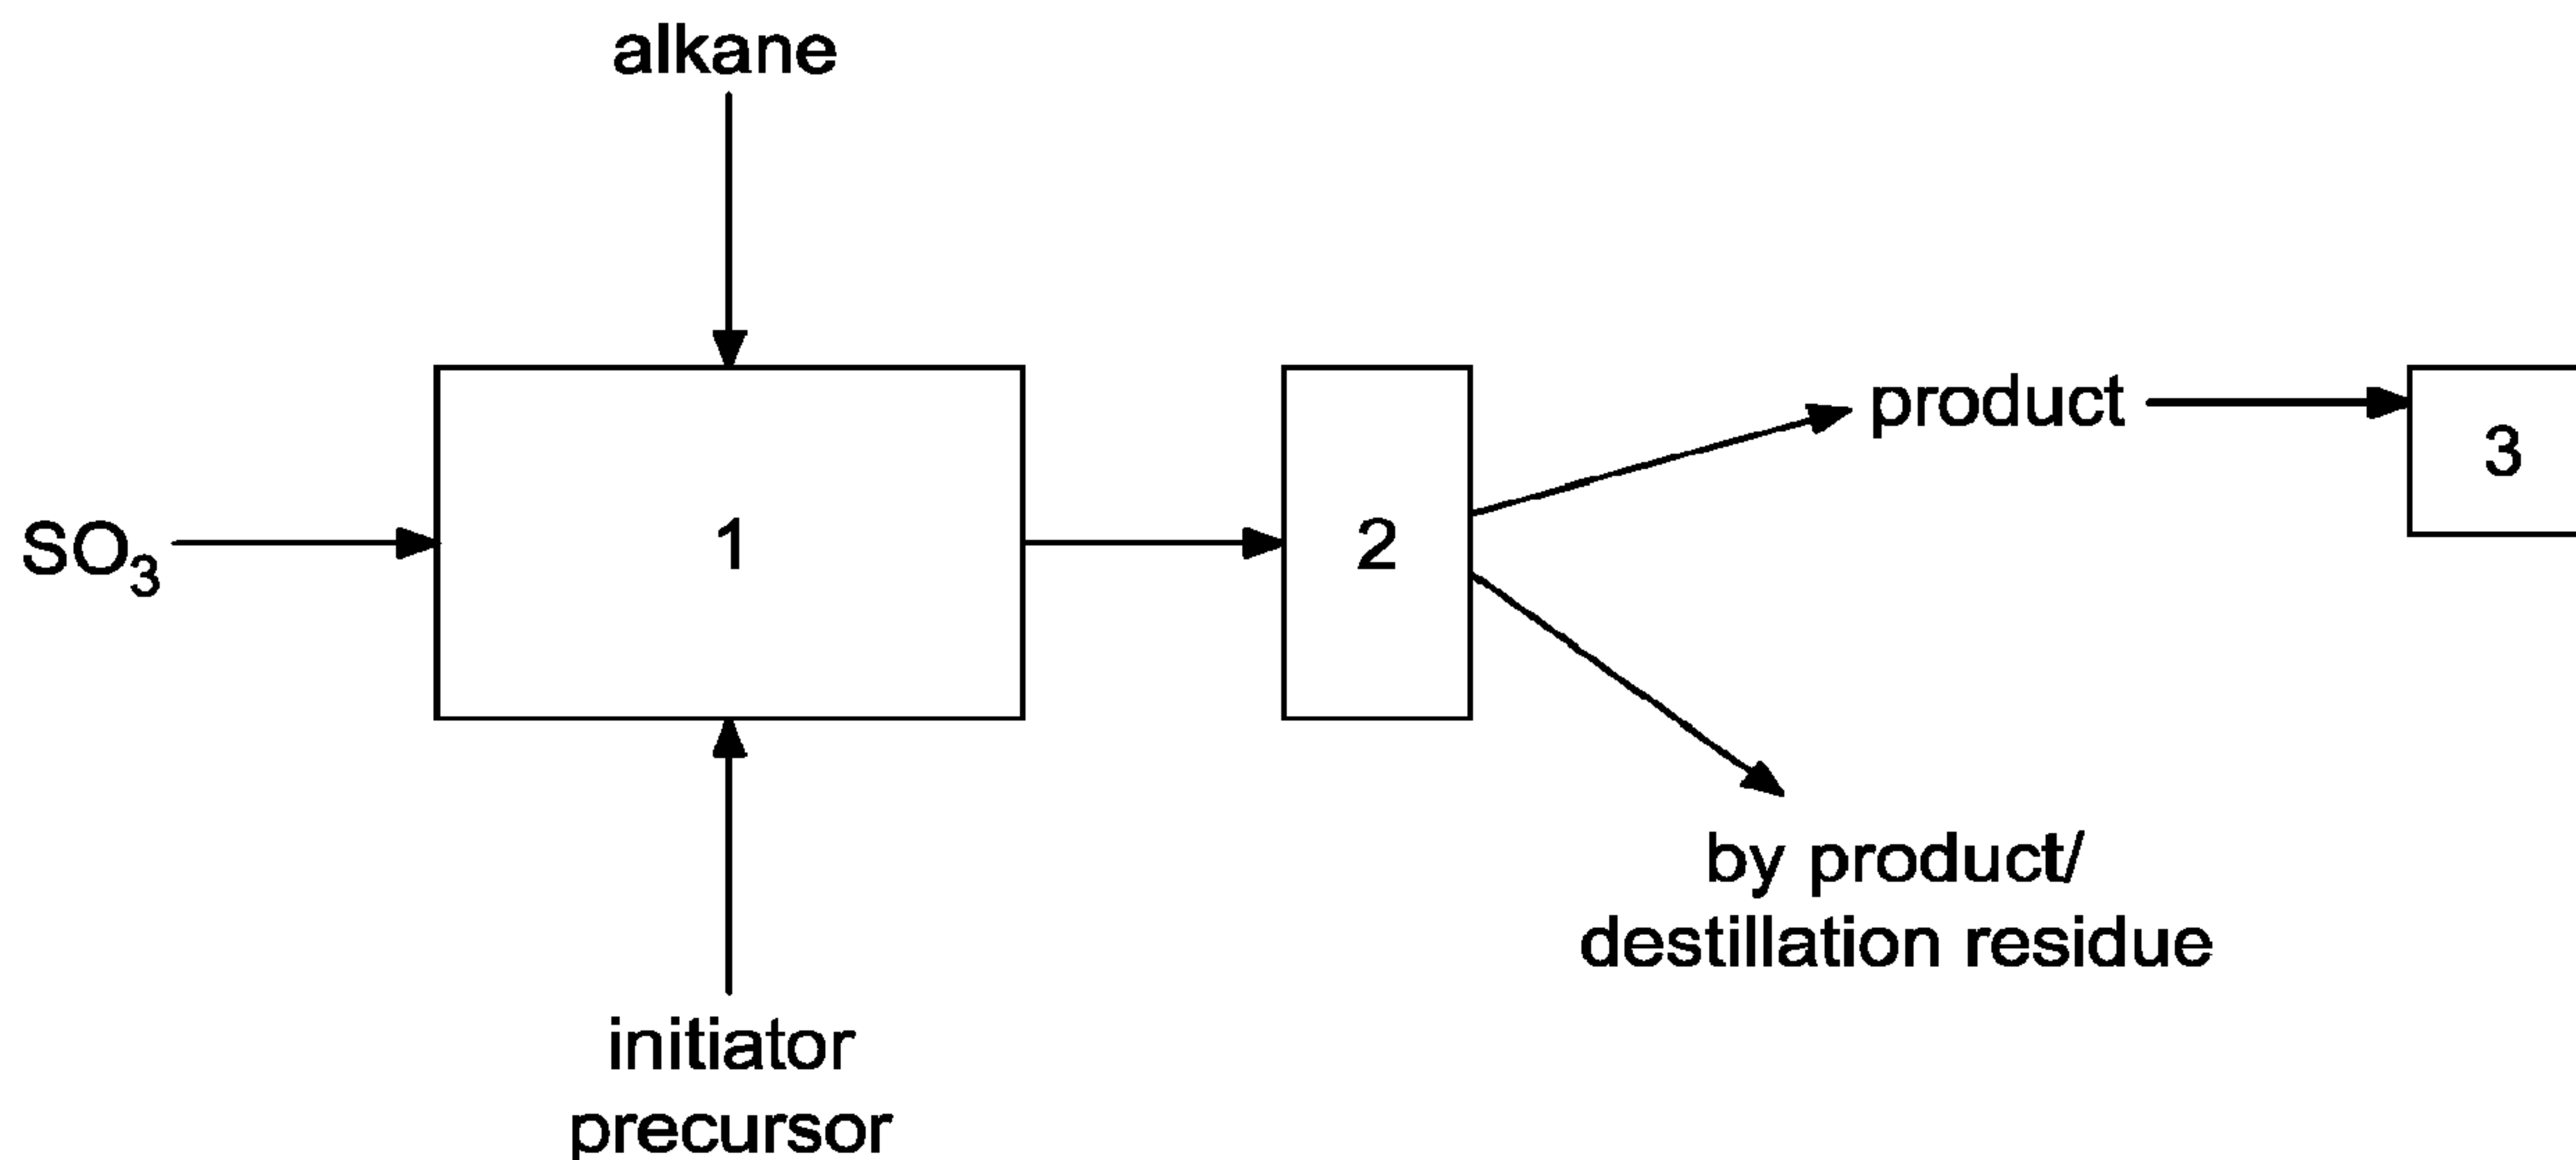 alkane
SO3
1
2
product
3
by product/
destillation residue
initiator
precursor